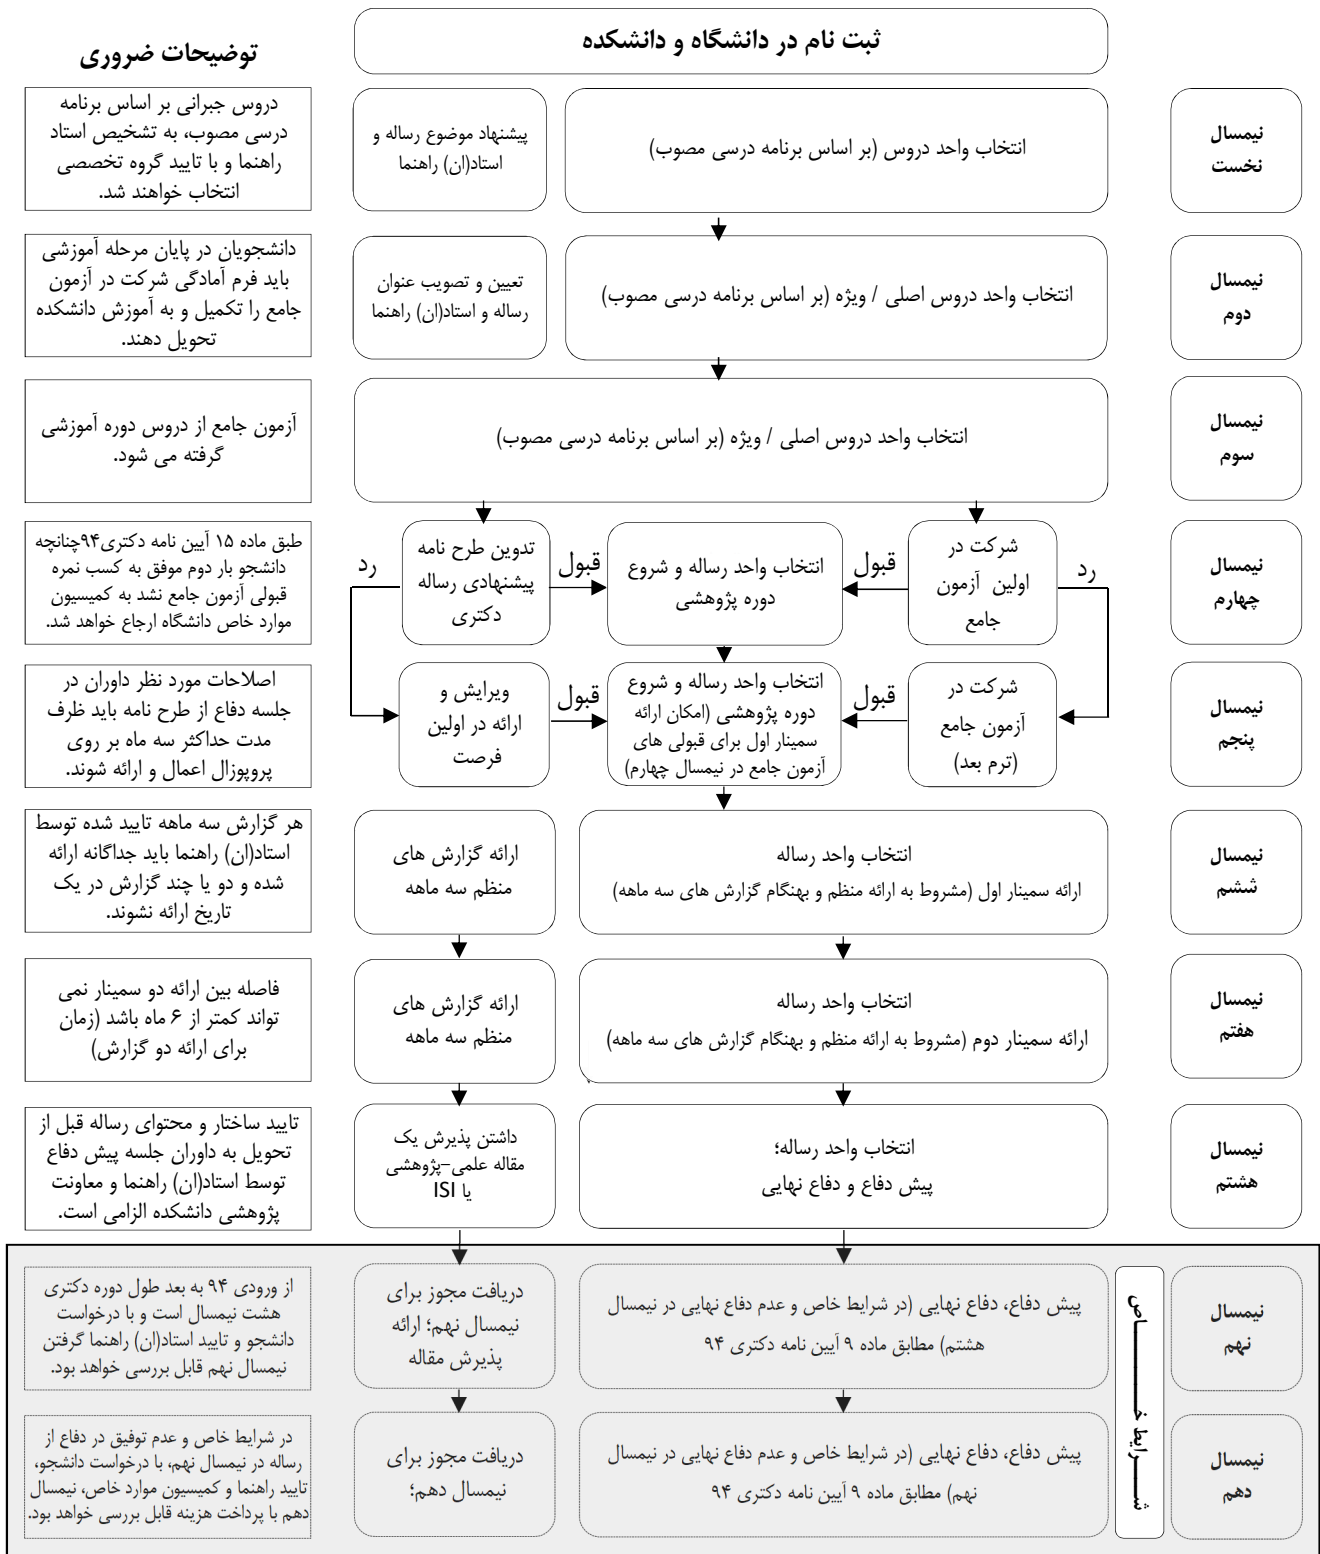 ثبت نام در دانشگاه و دانشکده
توضیحات ضروری
نیمسال
نخست
انتخاب واحد دروس (بر اساس برنامه درسی مصوب)
پیشنهاد موضوع رساله و
استاد(ان) راهنما
دروس جبرانی بر اساس برنامه
درسی مصوب، به تشخیص استاد
راهنما و با تایید گروه تخصصی
انتخاب خواهند شد.
نیمسال
دوم
انتخاب واحد دروس اصلی / ویژه (بر اساس برنامه درسی مصوب)
تعیین و تصویب عنوان
رساله و استاد(ان) راهنما
دانشجویان در پایان مرحله آموزشی
باید فرم آمادگی شرکت در آزمون
جامع را تکمیل و به آموزش دانشکده
تحویل دهند.
نیمسال
سوم
انتخاب واحد دروس اصلی / ویژه (بر اساس برنامه درسی مصوب)
آزمون جامع از دروس دوره آموزشی
گرفته می شود.
نیمسال
چهارم
رد
شرکت در
اولین آزمون
جامع
قبول
انتخاب واحد رساله و شروع
دوره پژوهشی
قبول
تدوین طرح نامه
پیشنهادی رساله
دکتری
رد
طبق ماده ۱۵ آیین نامه دکتری۹۴چنانچه
دانشجو بار دوم موفق به کسب نمره
قبولی آزمون جامع نشد به کمیسیون
موارد خاص دانشگاه ارجاع خواهد شد.
نیمسال
پنجم
شرکت در
آزمون جامع
(ترم بعد)
قبول
انتخاب واحد رساله و شروع
دوره پژوهشی (امکان ارائه
سمینار اول برای قبولی های
آزمون جامع در نیمسال چهارم)
قبول
ویرایش و
ارائه در اولین
فرصت
اصلاحات مورد نظر داوران در
جلسه دفاع از طرح نامه باید ظرف
مدت حداکثر سه ماه بر روی
پروپوزال اعمال و ارائه شوند.
نیمسال
ششم
انتخاب واحد رساله
ارائه سمینار اول (مشروط به ارائه منظم و بهنگام گزارش های سه ماهه)
ارائه گزارش های
منظم سه ماهه
هر گزارش سه ماهه تایید شده توسط
استاد(ان) راهنما باید جداگانه ارائه
شده و دو یا چند گزارش در یک
تاریخ ارائه نشوند.
نیمسال
هفتم
انتخاب واحد رساله
ارائه سمینار دوم (مشروط به ارائه منظم و بهنگام گزارش های سه ماهه)
ارائه گزارش های
منظم سه ماهه
فاصله بین ارائه دو سمینار نمی
تواند کمتر از ۶ ماه باشد (زمان
برای ارائه دو گزارش)
نیمسال
هشتم
انتخاب واحد رساله؛
پیش دفاع و دفاع نهایی
داشتن پذیرش یک
مقاله علمی–پژوهشی
یا ISI
تایید ساختار و محتوای رساله قبل از
تحویل به داوران جلسه پیش دفاع
توسط استاد(ان) راهنما و معاونت
پژوهشی دانشکده الزامی است.
شــــرایط خـــــــاص
نیمسال
نهم
پیش دفاع، دفاع نهایی (در شرایط خاص و عدم دفاع نهایی در نیمسال
هشتم) مطابق ماده ۹ آیین نامه دکتری ۹۴
دریافت مجوز برای
نیمسال نهم؛ ارائه
پذیرش مقاله
از ورودی ۹۴ به بعد طول دوره دکتری
هشت نیمسال است و با درخواست
دانشجو و تایید استاد(ان) راهنما گرفتن
نیمسال نهم قابل بررسی خواهد بود.
نیمسال
دهم
پیش دفاع، دفاع نهایی (در شرایط خاص و عدم دفاع نهایی در نیمسال
نهم) مطابق ماده ۹ آیین نامه دکتری ۹۴
دریافت مجوز برای
نیمسال دهم؛
در شرایط خاص و عدم توفیق در دفاع از
رساله در نیمسال نهم، با درخواست دانشجو،
تایید راهنما و کمیسیون موارد خاص، نیمسال
دهم با پرداخت هزینه قابل بررسی خواهد بود.